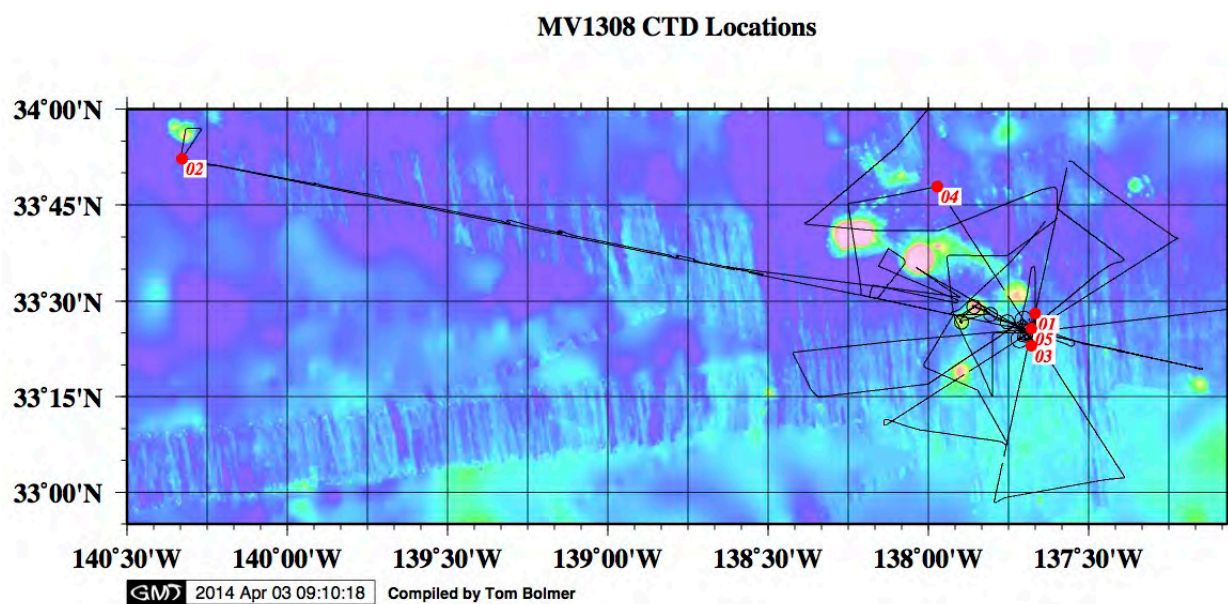 MV1308 CTD Locations
34°00'N
02
04
33°45'N
33°30'N
01
05
03
33°15'N
33°00'N
140°30'W 140°00'W 139°30'W 139°00'W 138°30'W 138°00'W 137°30'W
GMT 2014 Apr 03 09:10:18 Compiled by Tom Bolmer